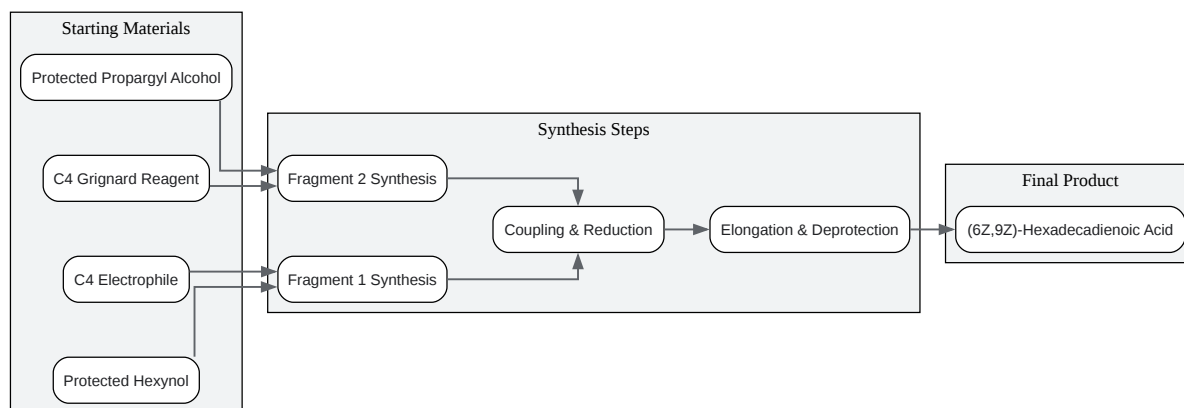 Starting Materials
Protected Propargyl Alcohol
C4 Grignard Reagent
C4 Electrophile
Protected Hexynol
Synthesis Steps
Fragment 2 Synthesis
Fragment 1 Synthesis
Coupling & Reduction
Elongation & Deprotection
Final Product
(6Z,9Z)-Hexadecadienoic Acid